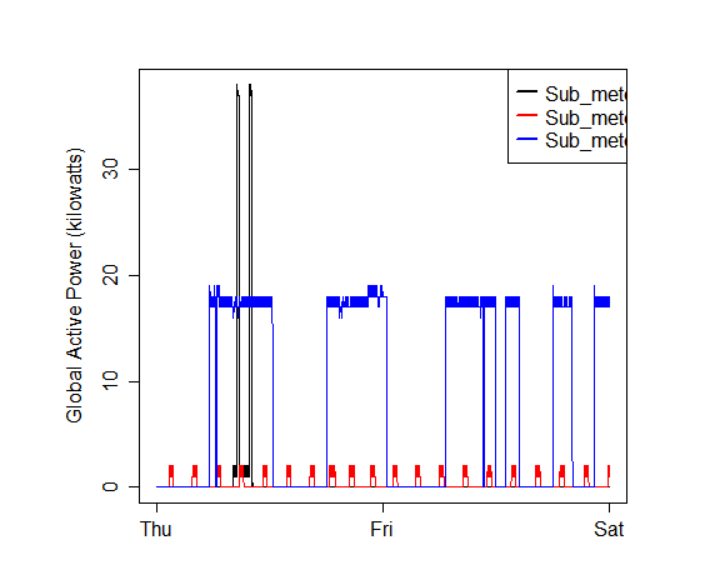 Sub_mete
Sub_mete
Sub_mete
Global Active Power (kilowatts)
30
20
10
0
Thu Fri Sat